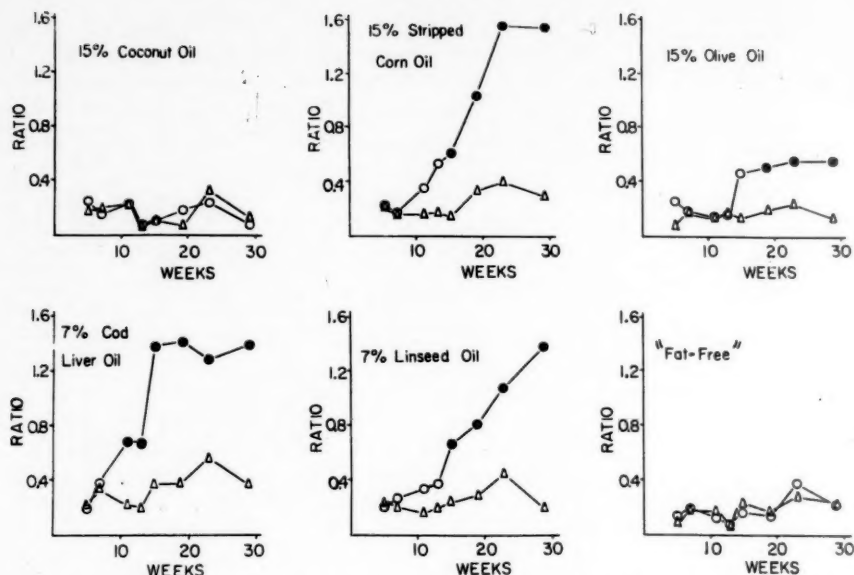 1.6
15% Coconut Oil
1.2
RATIO
0.8
0.4
10 20 30
WEEKS
1.6
15% Stripped
Corn Oil
1.2
RATIO
0.8
0.4
10 20 30
WEEKS
1.6
15% Olive Oil
1.2
RATIO
0.8
0.4
10 20 30
WEEKS
1.6
7% Cod
Liver Oil
1.2
RATIO
0.8
0.4
10 20 30
WEEKS
1.6
7% Linseed Oil
1.2
RATIO
0.8
0.4
10 20 30
WEEKS
1.6
"Fat-Free"
1.2
RATIO
0.8
0.4
10 20 30
WEEKS